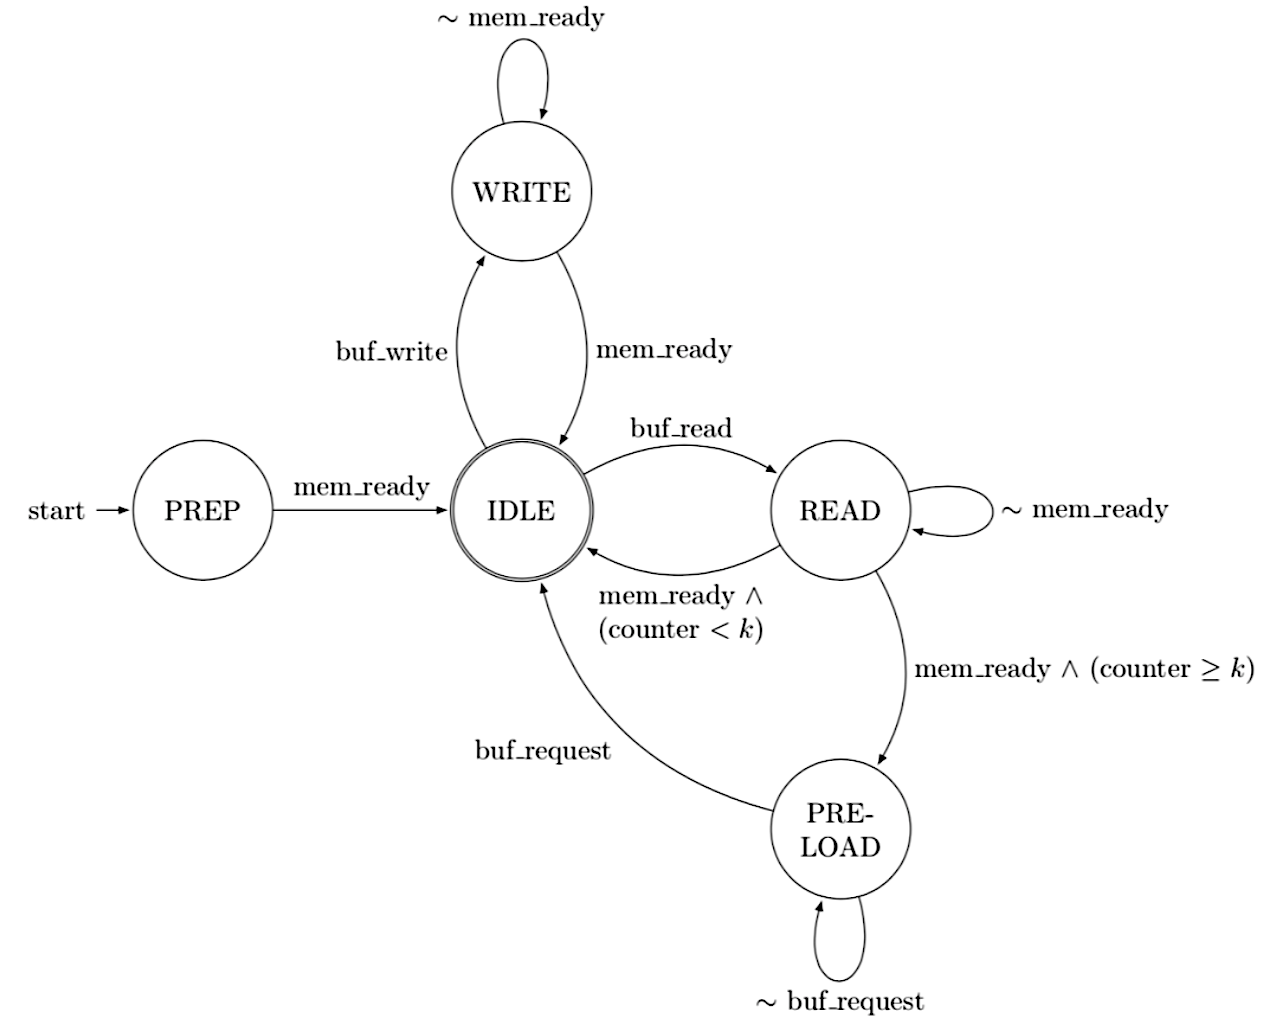 ∼ mem_ready
WRITE
buf_write
mem_ready
buf_read
start
PREP
mem_ready
IDLE
READ
∼ mem_ready
mem_ready ∧
(counter < k)
mem_ready ∧ (counter ≥ k)
buf_request
PRE-
LOAD
∼ buf_request